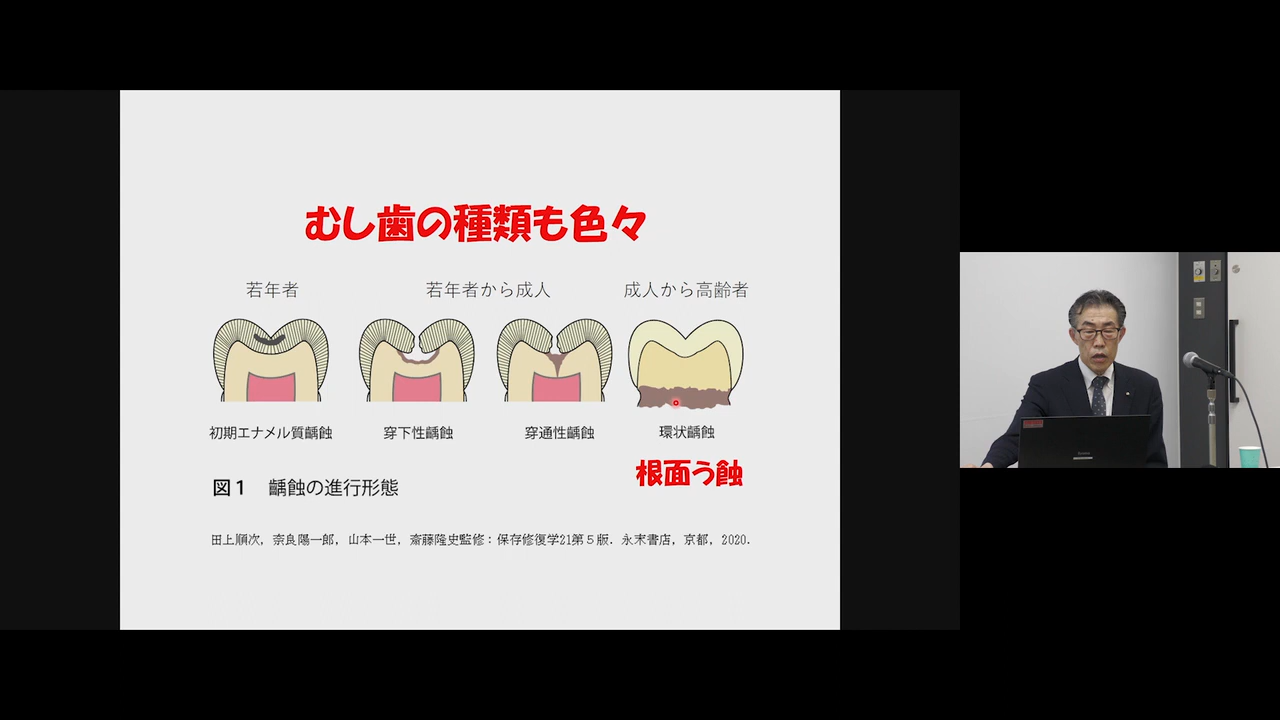 むし歯の種類も色々
若年者 若年者から成人 成人から高齢者
初期エナメル質齲蝕 穿下性齲蝕 穿通性齲蝕 環状齲蝕
根面う蝕
図1 齲蝕の進行形態
田上順次, 奈良陽一郎, 山本一世, 斎藤隆史監修:保存修復学21第5版. 永末書店, 京都, 2020.